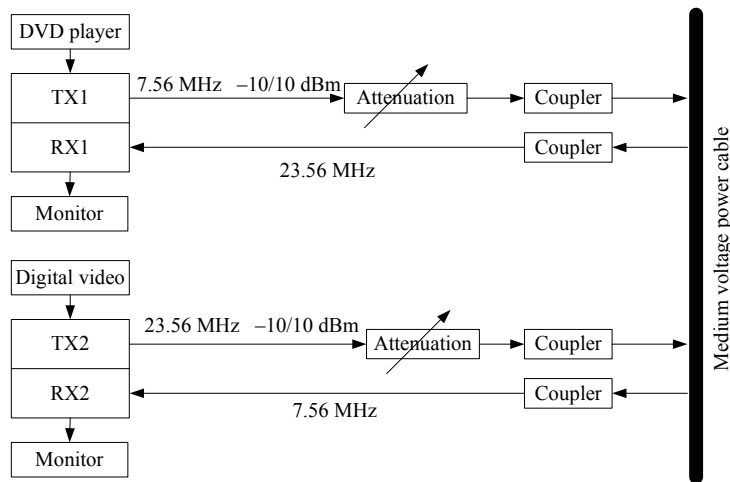 DVD player
TX1
7.56 MHz –10/10 dBm
Attenuation
Coupler
RX1
23.56 MHz
Coupler
Monitor
Digital video
TX2
23.56 MHz –10/10 dBm
Attenuation
Coupler
RX2
7.56 MHz
Coupler
Monitor
Medium voltage power cable